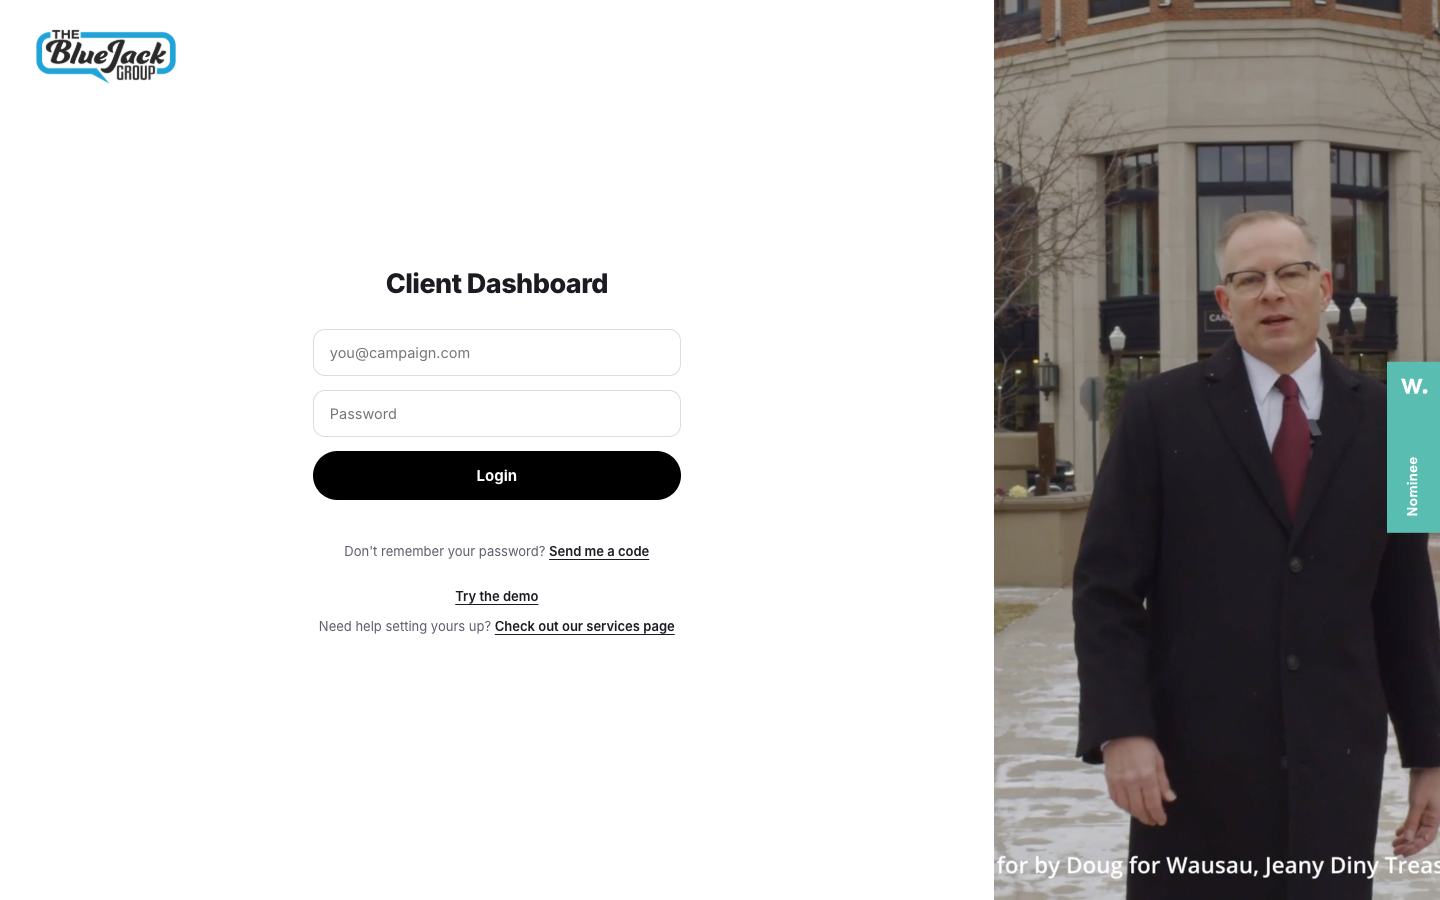 THE
BlueJack
GROUP
Client Dashboard
you@campaign.com
Password
Login
Don't remember your password? Send me a code
Try the demo
Need help setting yours up? Check out our services page
W.
Nominee
for by Doug for Wausau, Jeany Diny Treas